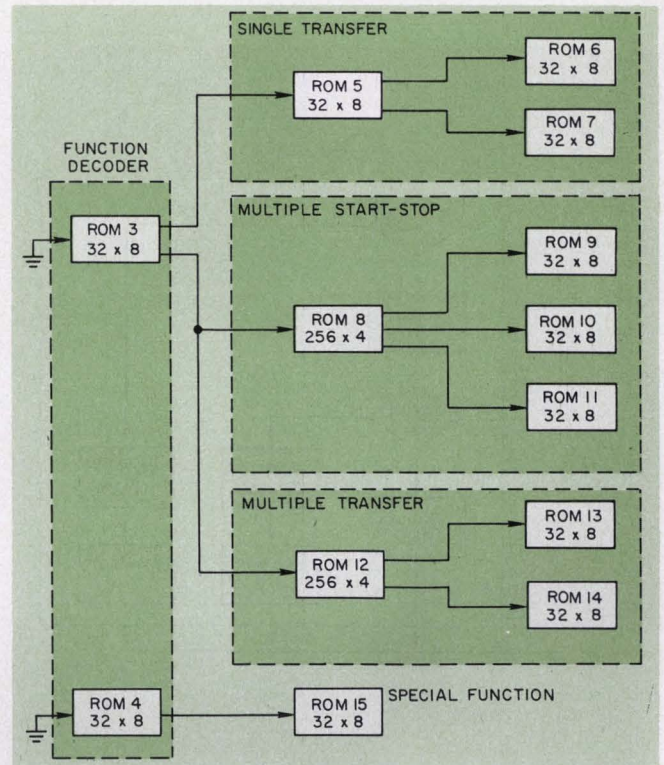 SINGLE TRANSFER
ROM 6
32 x 8
ROM 5
32 x 8
ROM 7
32 x 8
FUNCTION
DECODER
ROM 3
32 x 8
MULTIPLE START-STOP
ROM 9
32 x 8
ROM 8
256 x 4
ROM 10
32 x 8
ROM 11
32 x 8
MULTIPLE TRANSFER
ROM 13
32 x 8
ROM 12
256 x 4
ROM 14
32 x 8
ROM 4
32 x 8
ROM 15
32 x 8
SPECIAL FUNCTION